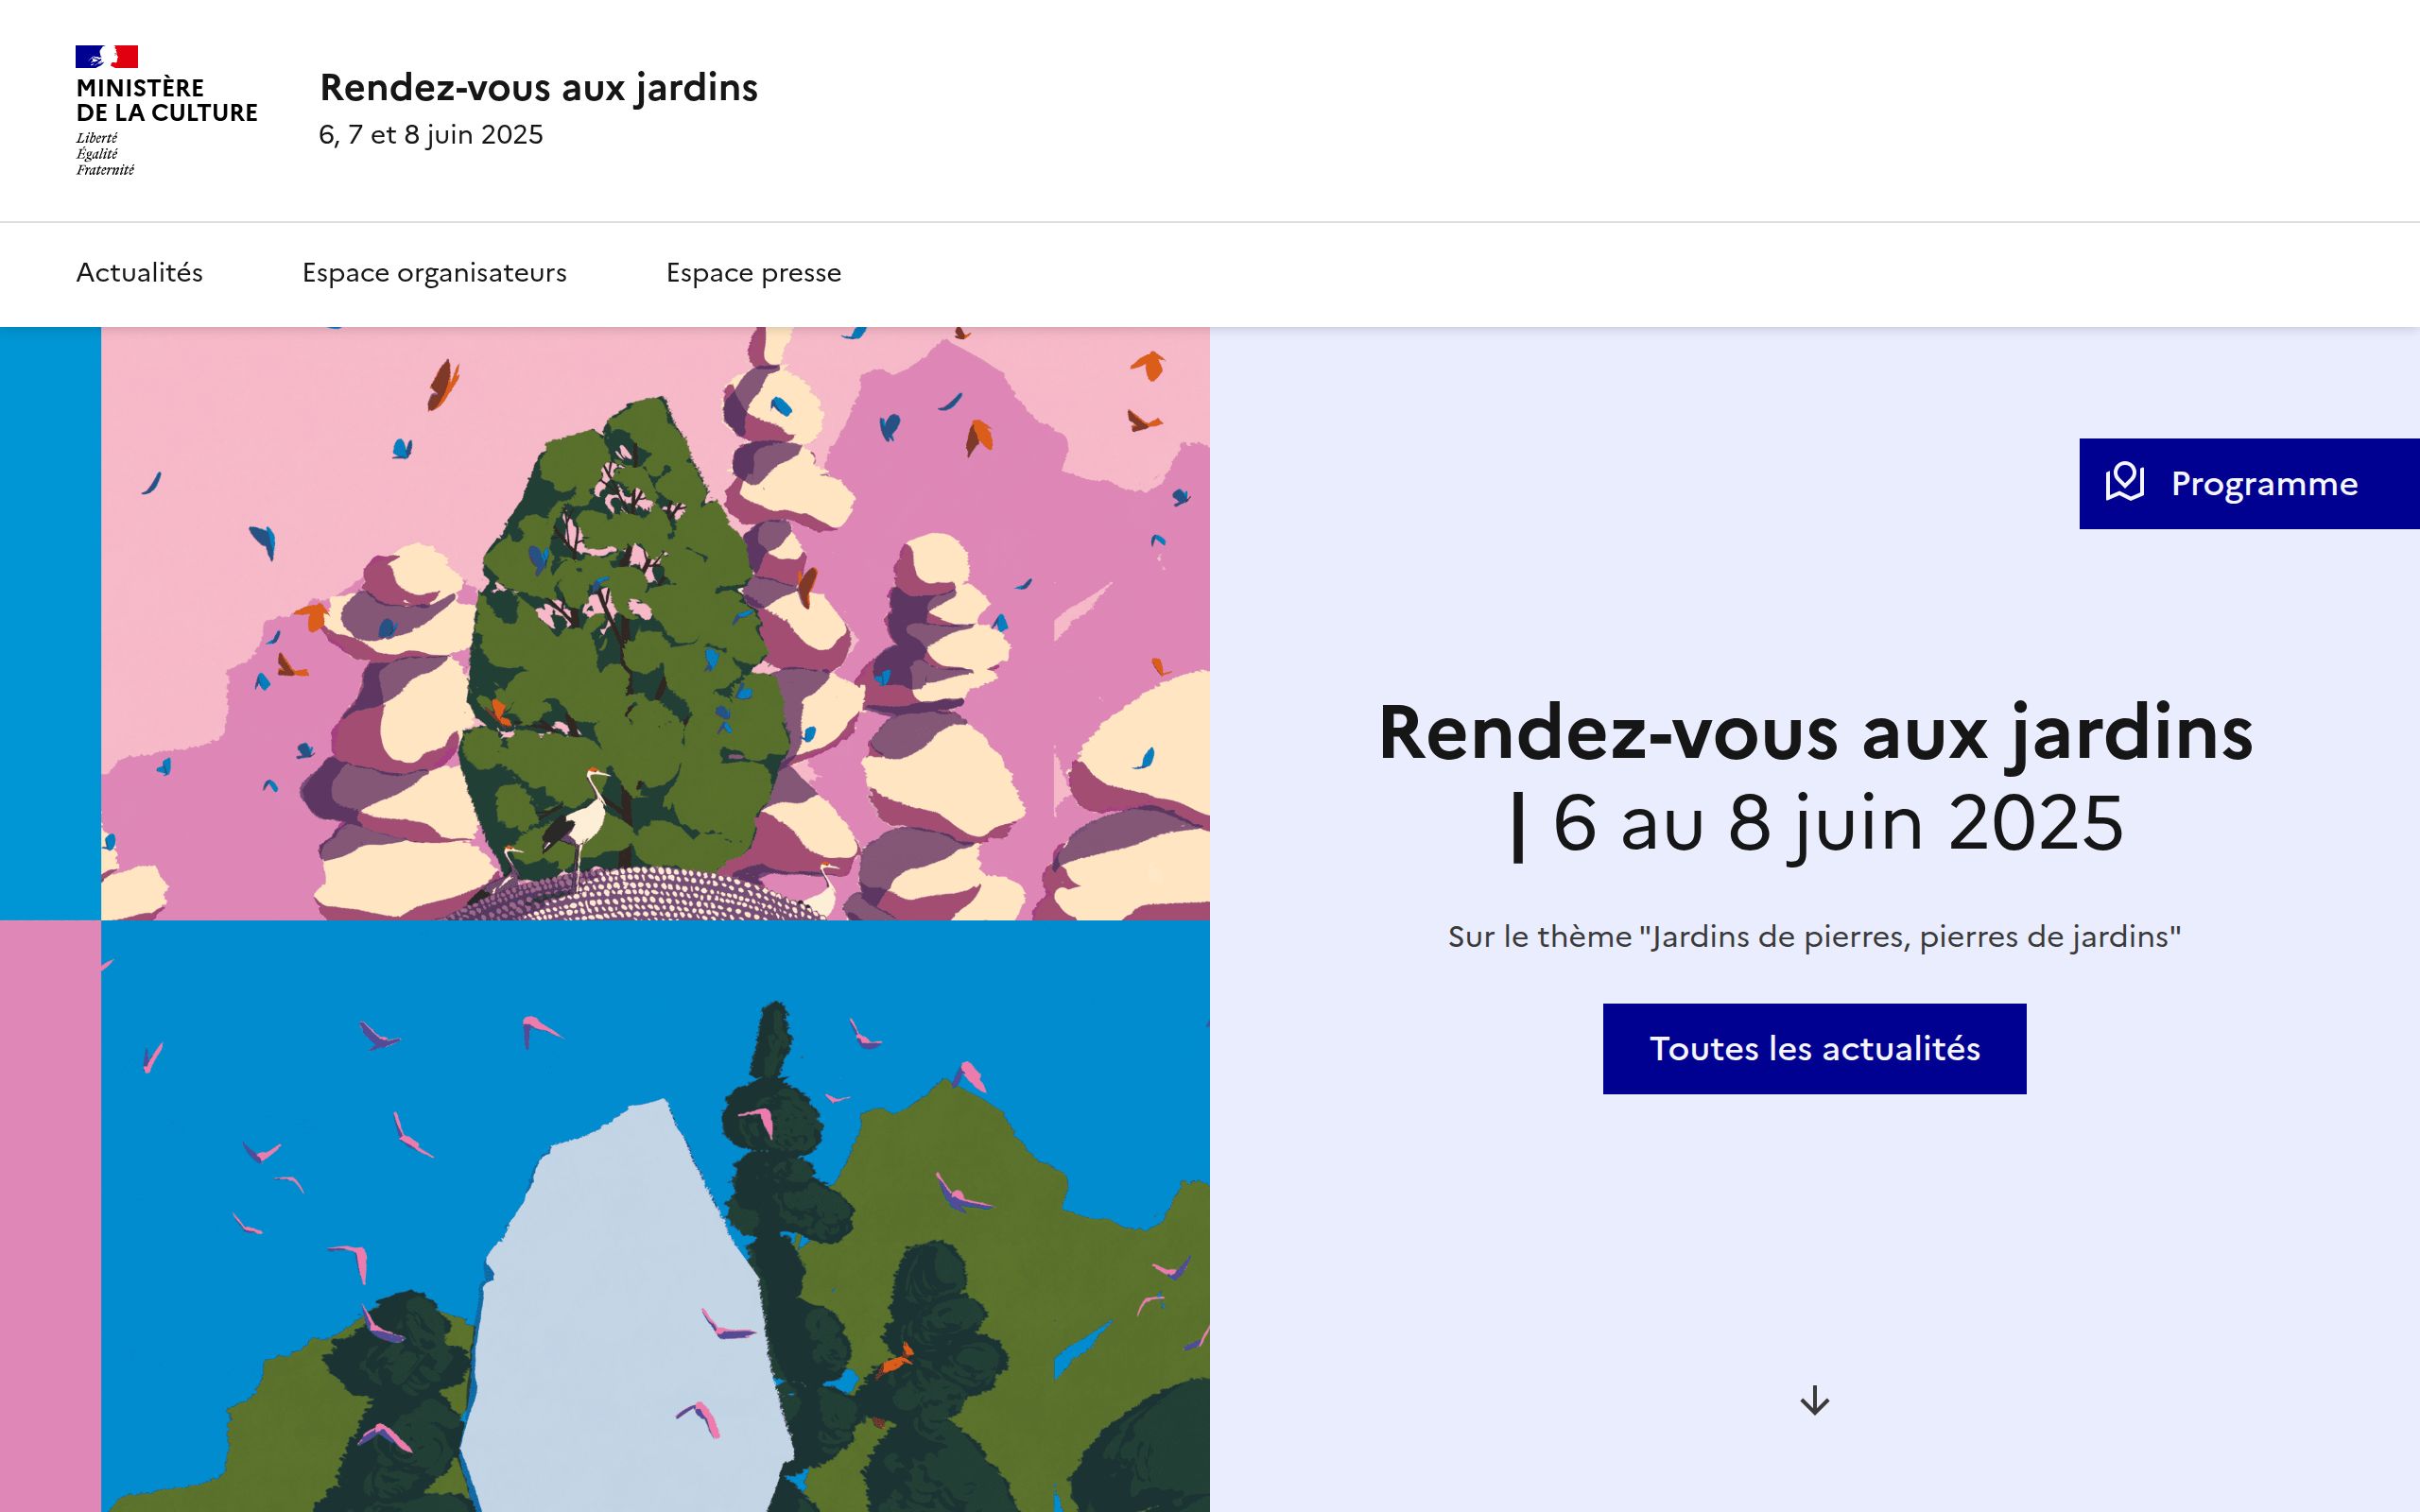 MINISTÈRE
DE LA CULTURE
Liberté
Égalité
Fraternité
Rendez-vous aux jardins
6, 7 et 8 juin 2025
Actualités
Espace organisateurs
Espace presse
Programme
Rendez-vous aux jardins
| 6 au 8 juin 2025
Sur le thème "Jardins de pierres, pierres de jardins"
Toutes les actualités